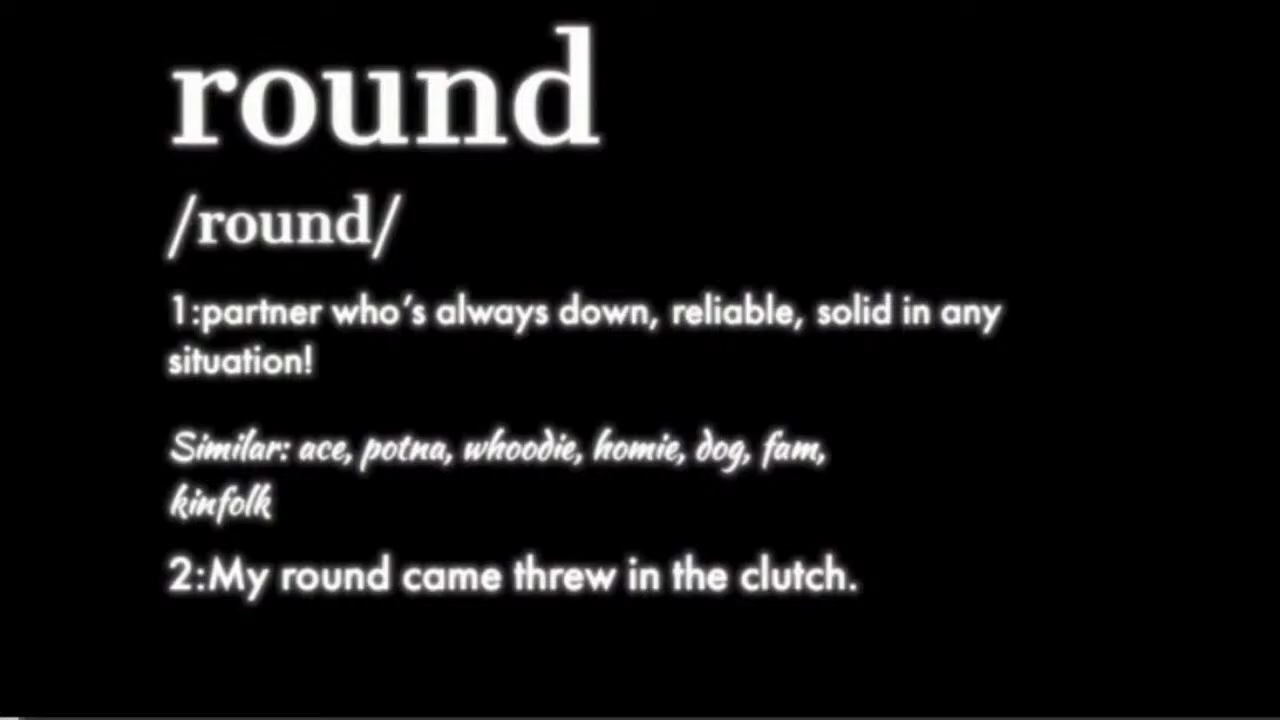 round
/round/
1:partner who's always down, reliable, solid in any
situation!
Similar: ace, potna, whoodie, homie, dog, fam,
kinfolk
2:My round came threw in the clutch.